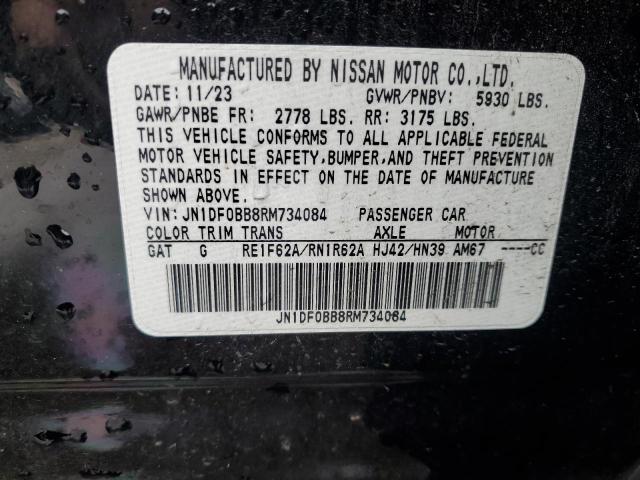 MANUFACTURED BY NISSAN MOTOR CO.,LTD.
DATE: 11/23 GVWR/PNBV: 5930 LBS.
GAWR/PNBE FR: 2778 LBS. RR: 3175 LBS.
THIS VEHICLE CONFORMS TO ALL APPLICABLE FEDERAL
MOTOR VEHICLE SAFETY,BUMPER,AND THEFT PREVENTION
STANDARDS IN EFFECT ON THE DATE OF MANUFACTURE
SHOWN ABOVE.
VIN: JN1DF0BB8RM734084 PASSENGER CAR
COLOR TRIM TRANS AXLE MOTOR
GAT G RE1F62A/RN1R62A HJ42/HN39 AM67 ----CC
JN1DF0BB8RM734084